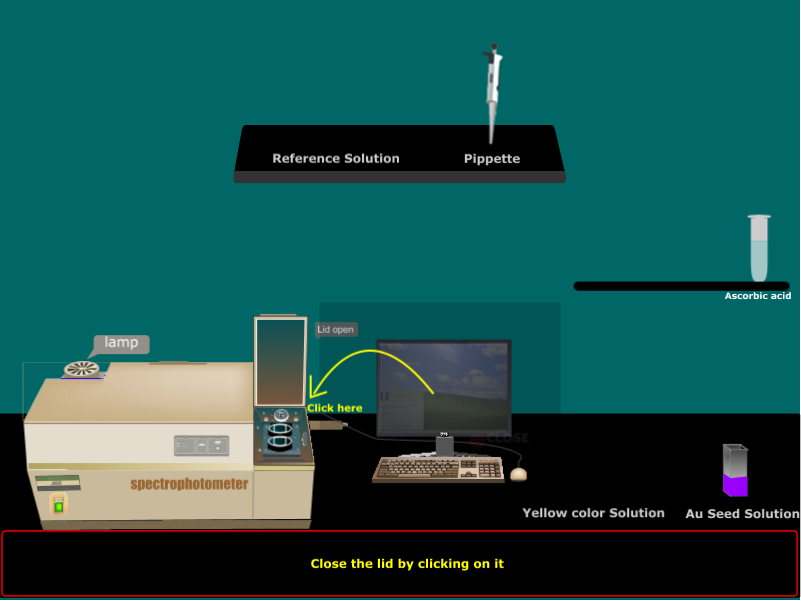 Reference Solution
Pippette
Ascorbic acid
Lid open
lamp
Click here
CLOSE
spectrophotometer
Yellow color Solution
Au Seed Solution
Close the lid by clicking on it